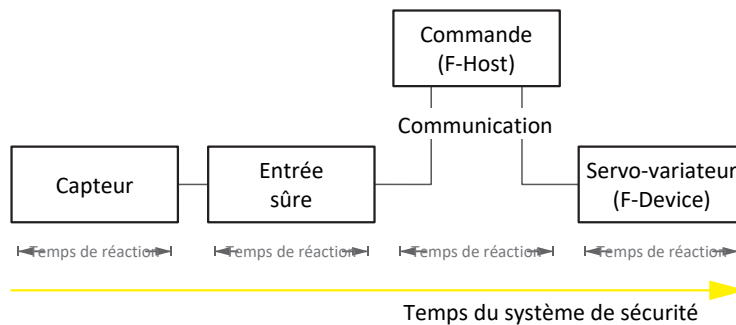 Commande
(F-Host)
Communication
Capteur
Entrée
sûre
Servo-variateur
(F-Device)
Temps de réaction
Temps de réaction
Temps de réaction
Temps de réaction
Temps du système de sécurité